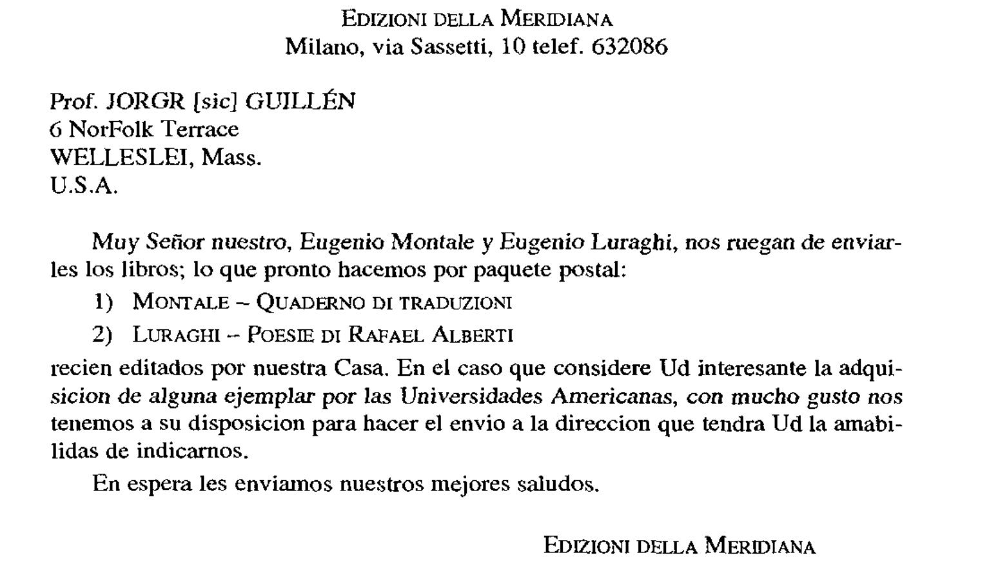 EDIZIONI DELLA MERIDIANA
Milano, via Sassetti, 10 telef. 632086
Prof. JORGR [sic] GUILLÉN
6 NorFolk Terrace
WELLESLEI, Mass.
U.S.A.
Muy Señor nuestro, Eugenio Montale y Eugenio Luraghi, nos ruegan de enviar-
les los libros; lo que pronto hacemos por paquete postal:
1) MONTALE – QUADERNO DI TRADUZIONI
2) LURAGHI – POESIE DI RAFAEL ALBERTI
recien editados por nuestra Casa. En el caso que considere Ud interesante la adqui-
sicion de alguna ejemplar por las Universidades Americanas, con mucho gusto nos
tenemos a su disposicion para hacer el envio a la direccion que tendra Ud la amabi-
lidas de indicarnos.
En espera les enviamos nuestros mejores saludos.
EDIZIONI DELLA MERIDIANA